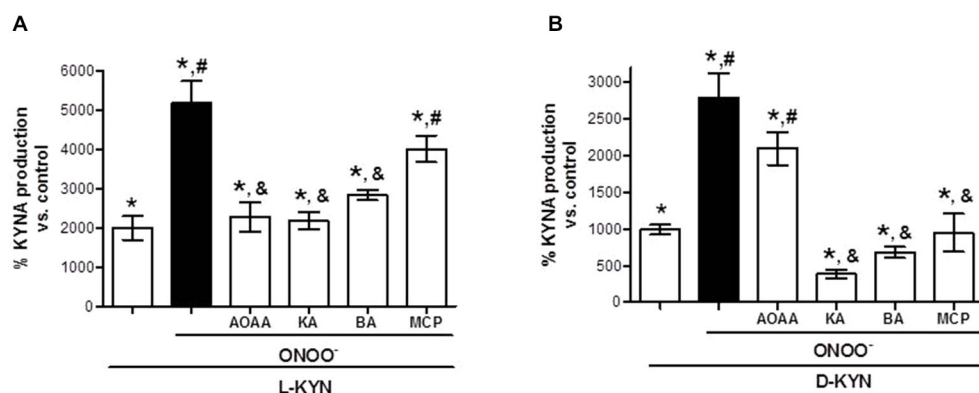 A
% KYNA production
vs. control
6000
5000
4000
3000
2000
1000
0
*
*,#
*, &
*, &
*, &
*,#
AOAA KA BA MCP
ONOO⁻
L-KYN
B
% KYNA production
vs. control
3000
2500
2000
1500
1000
500
0
*
*,#
*,#
*, &
*, &
*, &
AOAA KA BA MCP
ONOO⁻
D-KYN